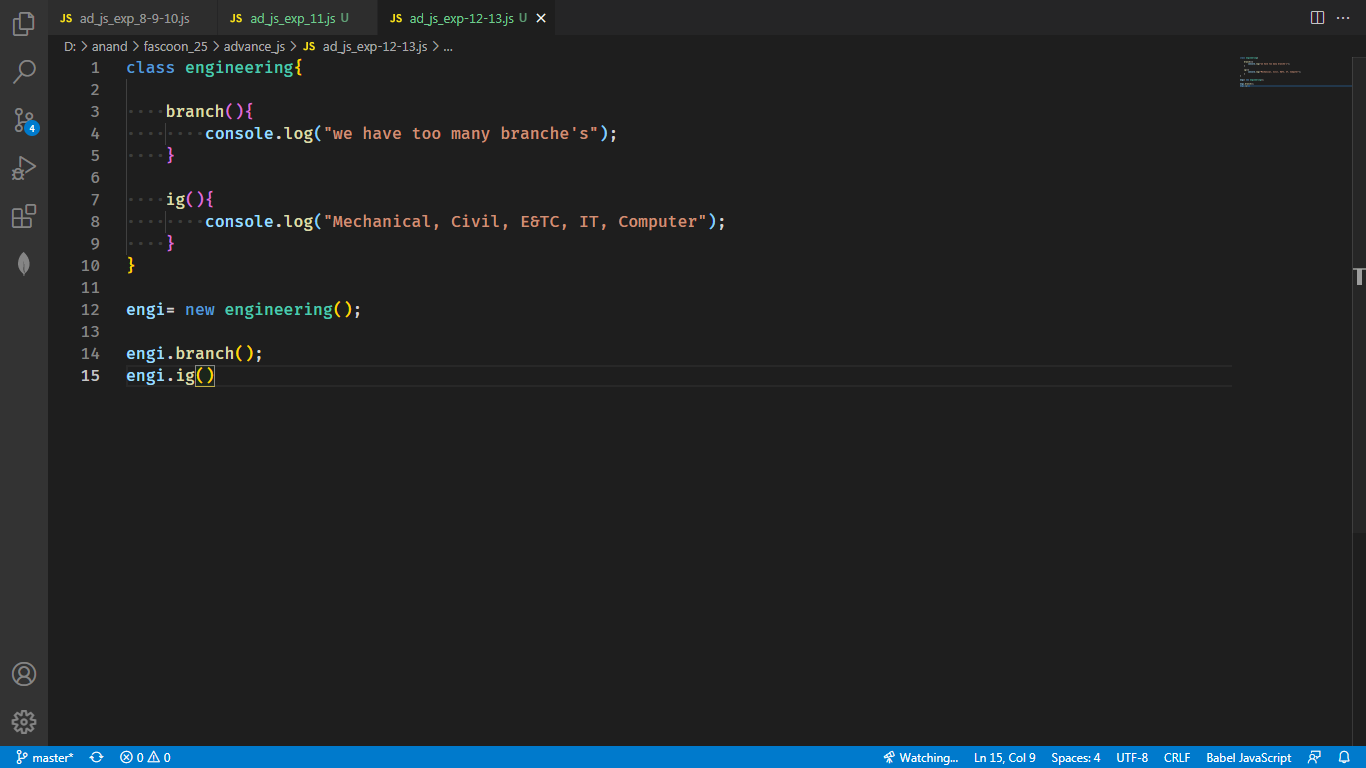 JS ad_js_exp_8-9-10.js JS ad_js_exp_11.js U JS ad_js_exp-12-13.js U
D: > anand > fascoon_25 > advance_js > JS ad_js_exp-12-13.js > ...
1 class engineering{
2
3 branch(){
4 console.log("we have too many branche's");
5 }
6
7 ig(){
8 console.log("Mechanical, Civil, E&TC, IT, Computer");
9 }
10 }
11
12 engi= new engineering();
13
14 engi.branch();
15 engi.ig()
4
master* 0 0 Watching... Ln 15, Col 9 Spaces: 4 UTF-8 CRLF Babel JavaScript